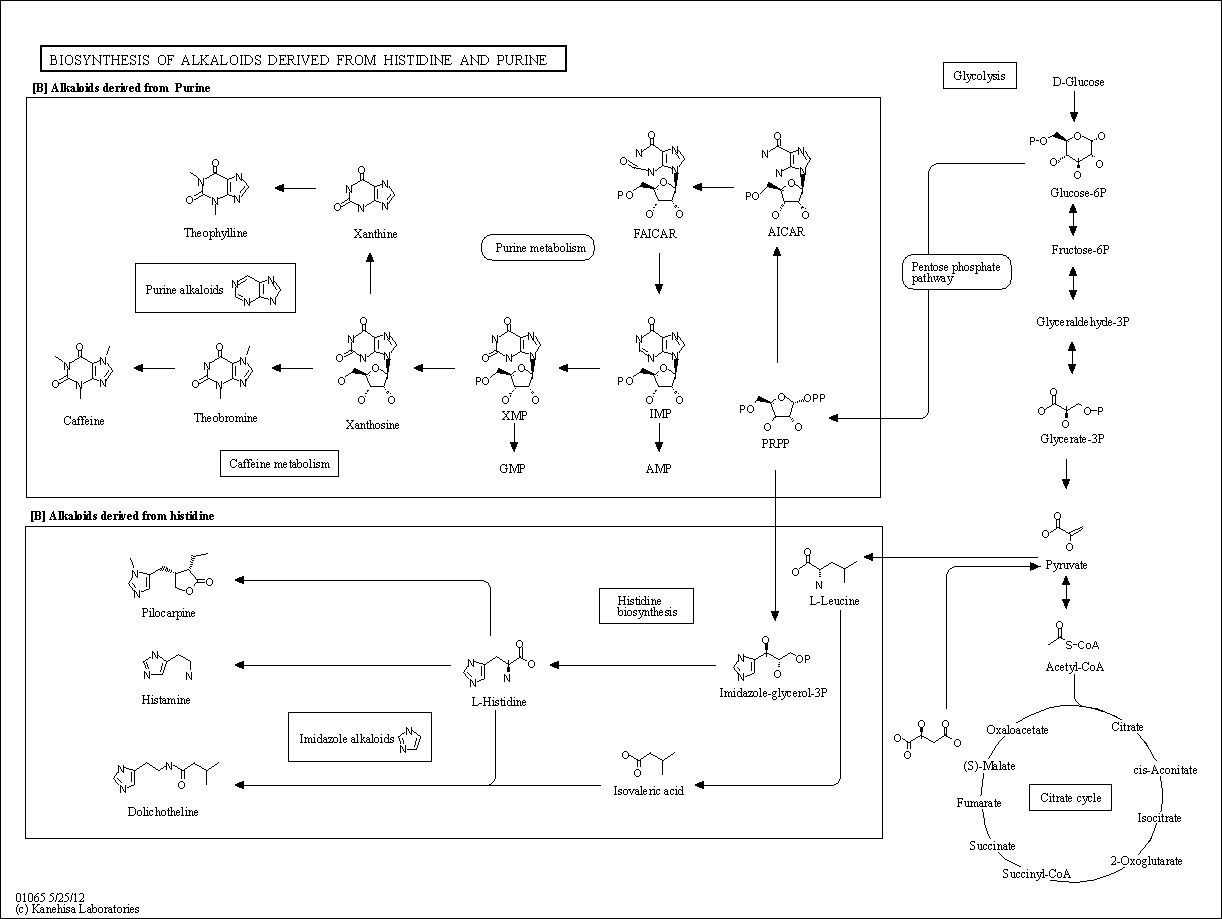 BIOSYNTHESIS OF ALKALOIDS DERIVED FROM HISTIDINE AND PURINE
[B] Alkaloids derived from Purine
Glycolysis
D-Glucose
Glucose-6P
Fructose-6P
Glyceraldehyde-3P
Glycerate-3P
Pyruvate
Acetyl-CoA
Pentose phosphate
pathway
Theophylline
Xanthine
FAICAR
AICAR
Purine metabolism
Purine alkaloids
Caffeine
Theobromine
Xanthosine
XMP
IMP
PRPP
GMP
AMP
Caffeine metabolism
[B] Alkaloids derived from histidine
Pilocarpine
Histidine
biosynthesis
L-Leucine
Histamine
L-Histidine
Imidazole-glycerol-3P
Imidazole alkaloids
Dolichotheline
Isovaleric acid
Oxaloacetate
Citrate
(S)-Malate
cis-Aconitate
Fumarate
Citrate cycle
Isocitrate
Succinate
2-Oxoglutarate
Succinyl-CoA
01065 5/25/12
(c) Kanehisa Laboratories